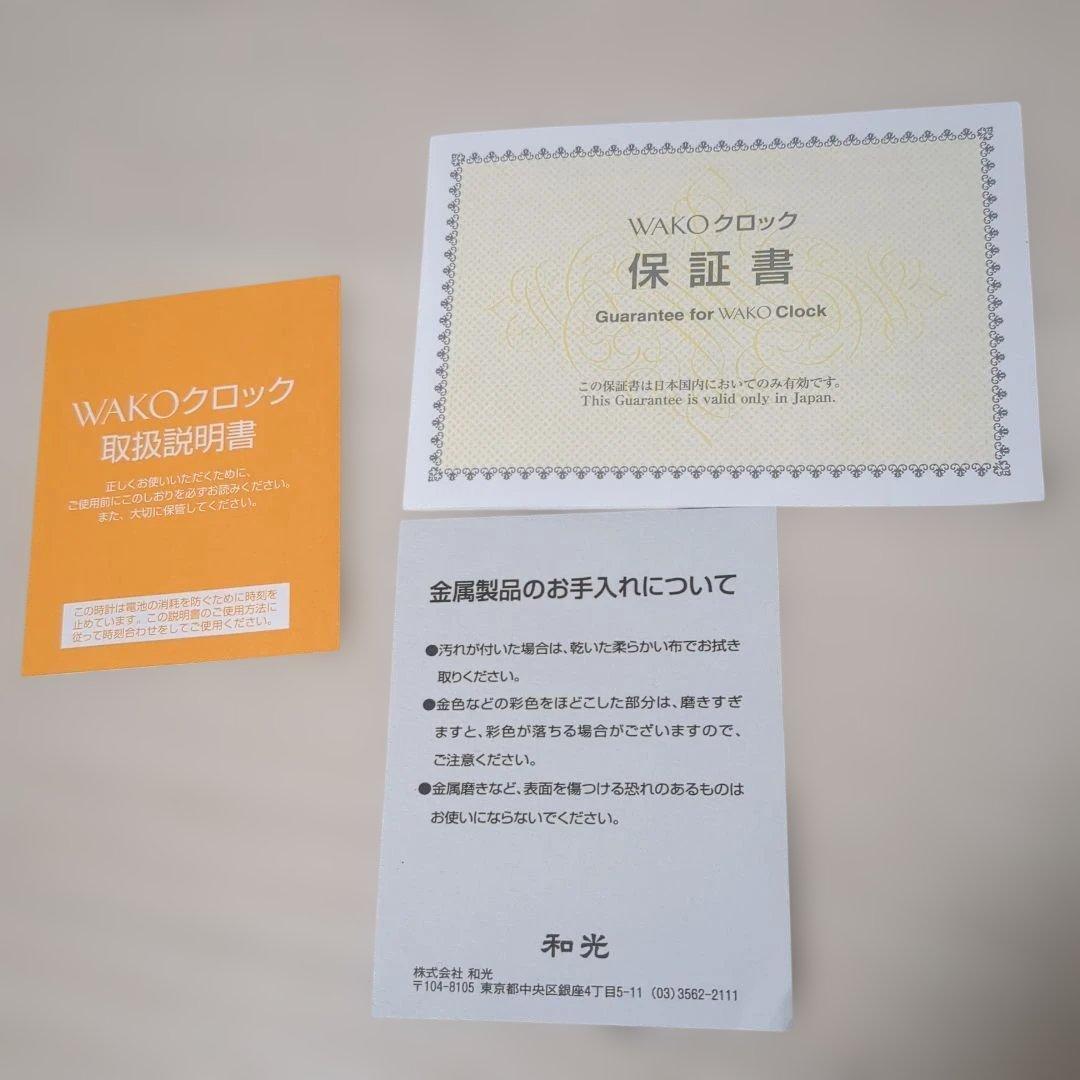 WAKOクロック
取扱説明書
正しくお使いいただくために、
ご使用前にこのしおりを必ずお読みください。
また、大切に保管してください。
この時計は電池の消耗を防ぐために時刻を
止めています。この説明書のご使用方法に
従って時刻合わせをしてご使用ください。
WAKOクロック
保証書
Guarantee for WAKO Clock
この保証書は日本国内においてのみ有効です。
This Guarantee is valid only in Japan.
金属製品のお手入れについて
●汚れが付いた場合は、乾いた柔らかい布でお拭き
取りください。
●金色などの彩色をほどこした部分は、磨きすぎ
ますと、彩色が落ちる場合がございますので、
ご注意ください。
●金属磨きなど、表面を傷つける恐れのあるものは
お使いにならないでください。
和光
株式会社 和光
〒104-8105 東京都中央区銀座4丁目5-11 (03)3562-2111